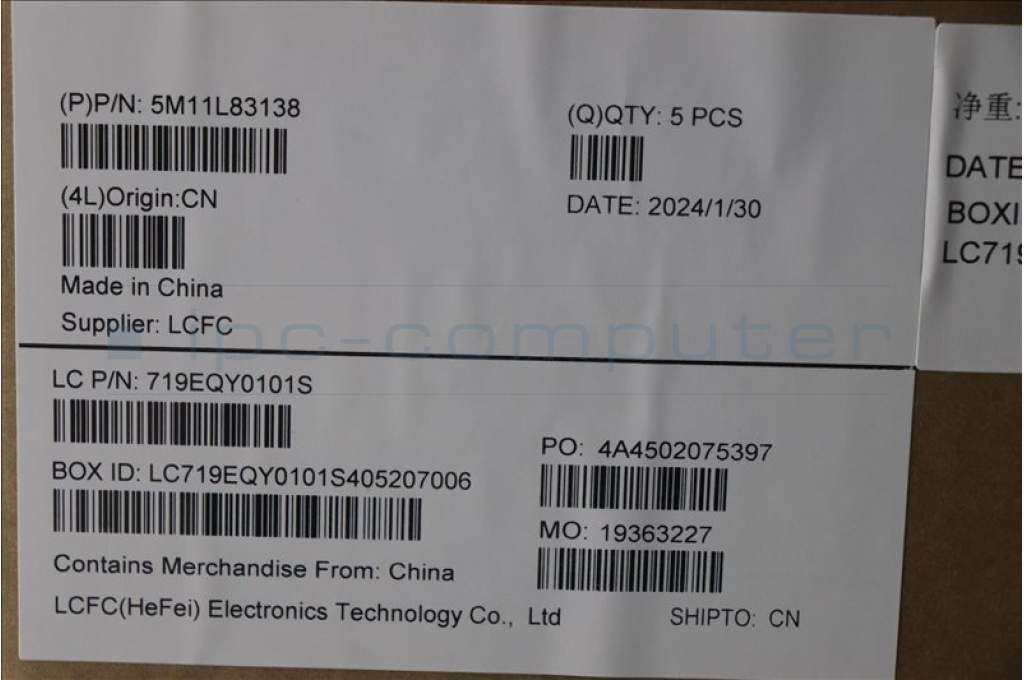 (P)P/N: 5M11L83138
(Q)QTY: 5 PCS
(4L)Origin:CN
DATE: 2024/1/30
Made in China
Supplier: LCFC
ipc-computer
LC P/N: 719EQY0101S
PO: 4A4502075397
BOX ID: LC719EQY0101S405207006
MO: 19363227
Contains Merchandise From: China
LCFC(HeFei) Electronics Technology Co., Ltd
SHIPTO: CN
净重:
DATE
BOXI
LC719